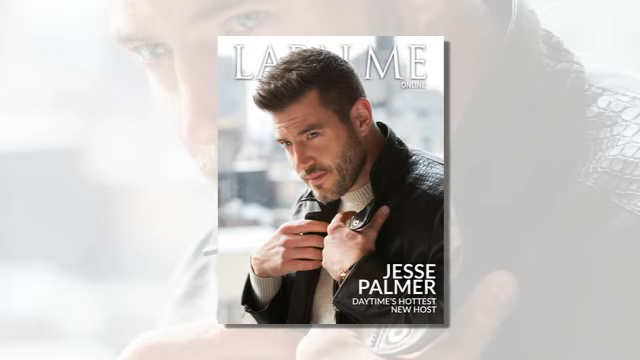 LAPALME
ONLINE
JESSE
PALMER
DAYTIME'S HOTTEST
NEW HOST